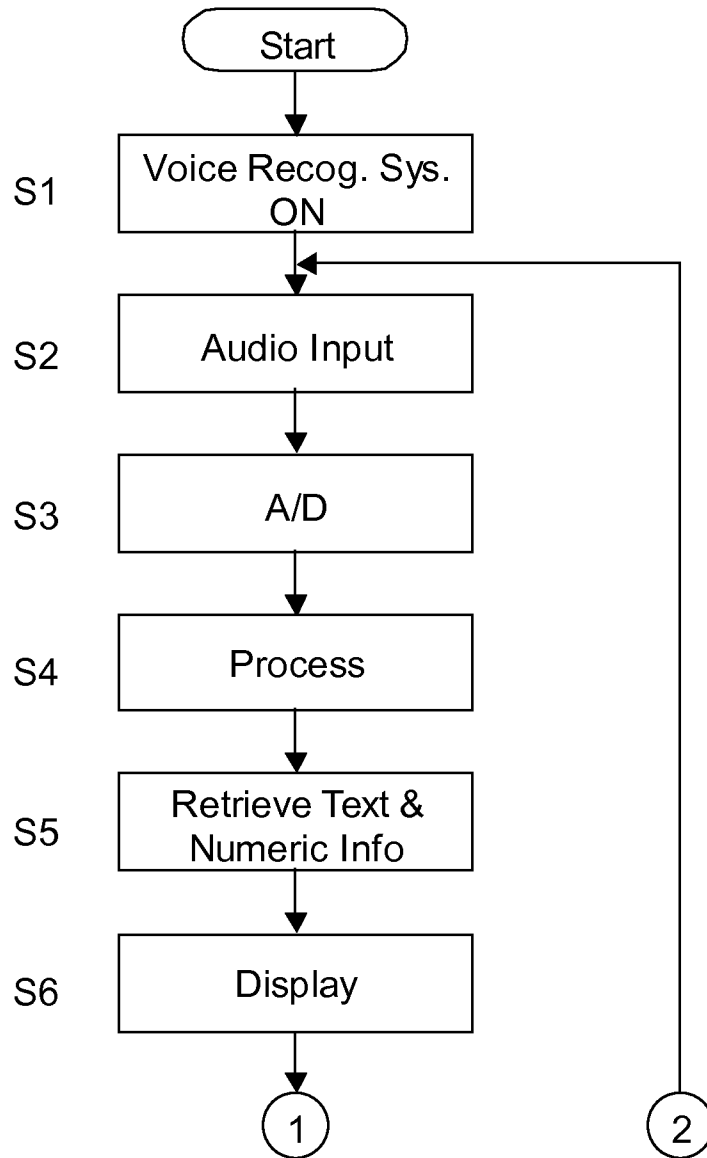 Start
S1
Voice Recog. Sys.
ON
S2
Audio Input
S3
A/D
S4
Process
S5
Retrieve Text &
Numeric Info
S6
Display
1
2